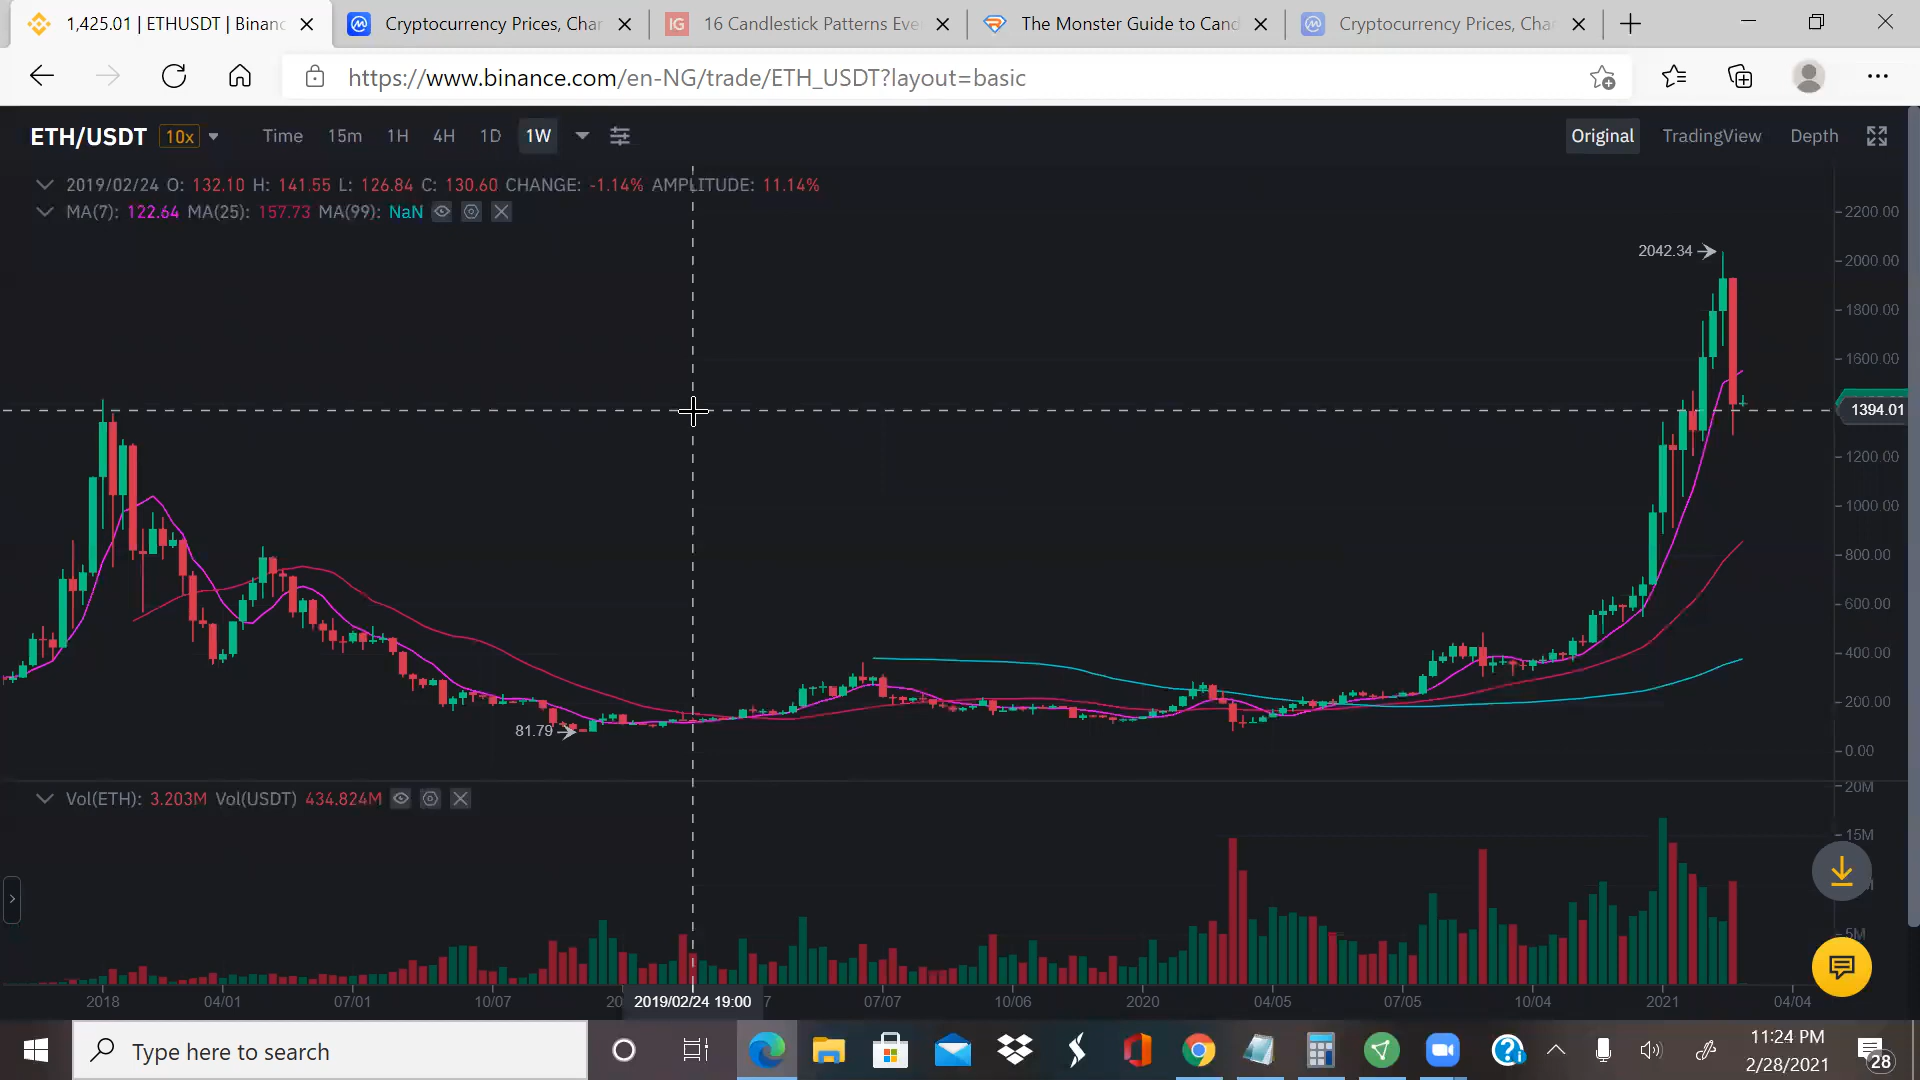 1,425.01 | ETHUSDT | Binanc
Cryptocurrency Prices, Char
IG 16 Candlestick Patterns Eve
The Monster Guide to Cand
Cryptocurrency Prices, Cha
https://www.binance.com/en-NG/trade/ETH_USDT?layout=basic
ETH/USDT 10x Time 15m 1H 4H 1D 1W Original TradingView Depth
2019/02/24 O: 132.10 H: 141.55 L: 126.84 C: 130.60 CHANGE: -1.14% AMPLITUDE: 11.14%
MA(7): 122.64 MA(25): 157.73 MA(99): NaN
2200.00
2042.34
2000.00
1800.00
1600.00
1394.01
1200.00
1000.00
800.00
600.00
400.00
200.00
81.79
0.00
Vol(ETH): 3.203M Vol(USDT) 434.824M
20M
15M
5M
2018 04/01 07/01 10/07 20 2019/02/24 19:00 7 07/07 10/06 2020 04/05 07/05 10/04 2021 04/04
Type here to search
11:24 PM
2/28/2021
28